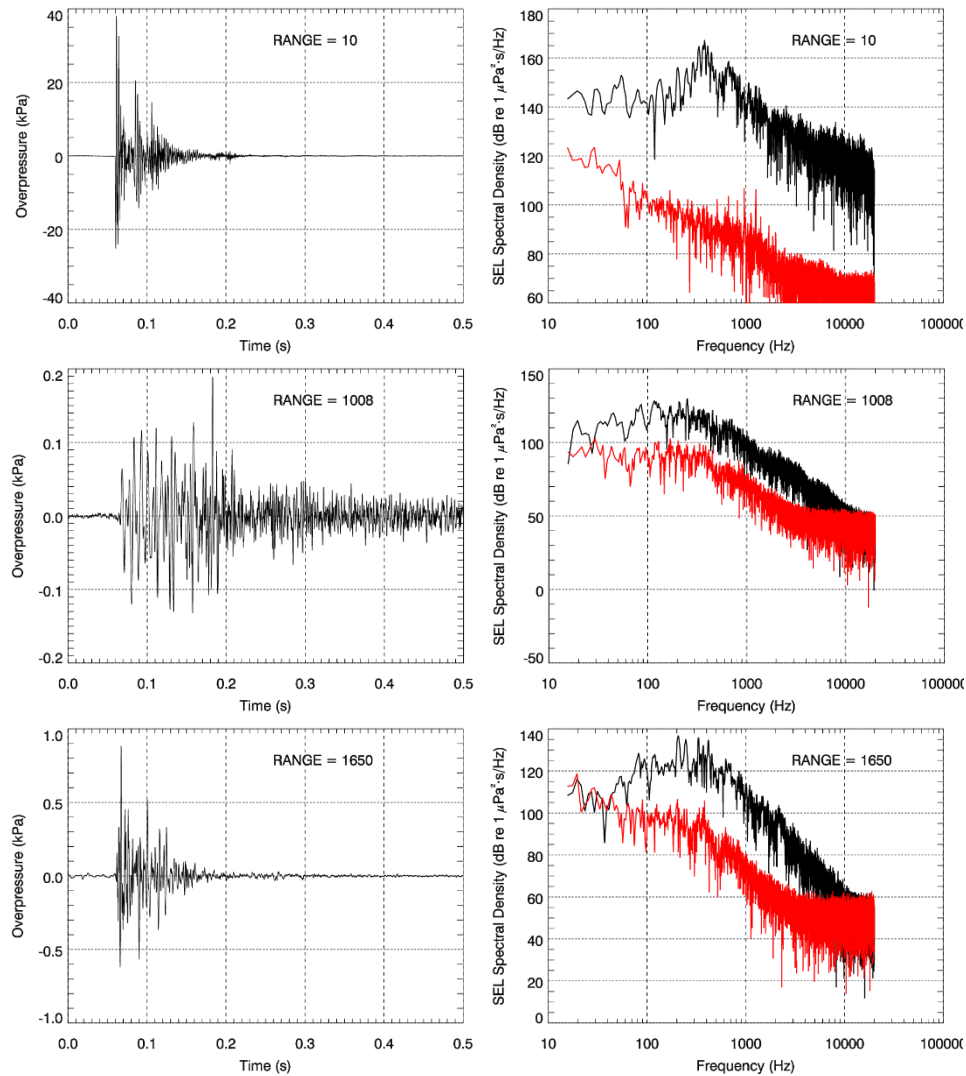 RANGE = 10
Overpressure (kPa)
40
20
0
-20
-40
0.0 0.1 0.2 0.3 0.4 0.5
Time (s)
RANGE = 10
SEL Spectral Density (dB re 1 μPa²·s/Hz)
180
160
140
120
100
80
60
10 100 1000 10000 100000
Frequency (Hz)
RANGE = 1008
Overpressure (kPa)
0.2
0.1
0.0
-0.1
-0.2
0.0 0.1 0.2 0.3 0.4 0.5
Time (s)
RANGE = 1008
SEL Spectral Density (dB re 1 μPa²·s/Hz)
150
100
50
0
-50
10 100 1000 10000 100000
Frequency (Hz)
RANGE = 1650
Overpressure (kPa)
1.0
0.5
0.0
-0.5
-1.0
0.0 0.1 0.2 0.3 0.4 0.5
Time (s)
RANGE = 1650
SEL Spectral Density (dB re 1 μPa²·s/Hz)
140
120
100
80
60
40
20
0
10 100 1000 10000 100000
Frequency (Hz)